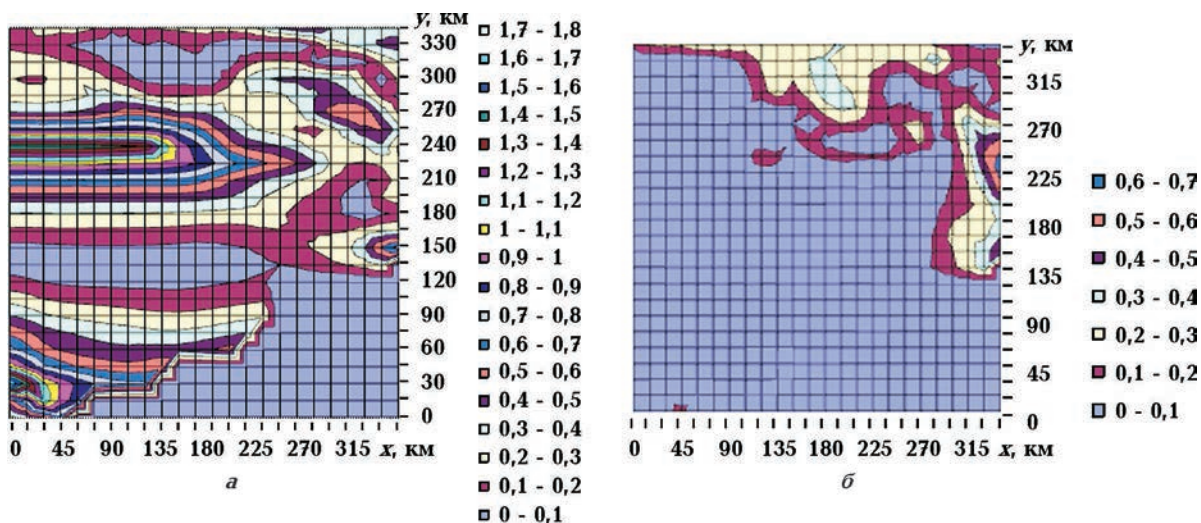 y, км
330
300
270
240
210
180
150
120
90
60
30
0
0 45 90 135 180 225 270 315 x, км
а
1,7 - 1,8
1,6 - 1,7
1,5 - 1,6
1,4 - 1,5
1,3 - 1,4
1,2 - 1,3
1,1 - 1,2
1 - 1,1
0,9 - 1
0,8 - 0,9
0,7 - 0,8
0,6 - 0,7
0,5 - 0,6
0,4 - 0,5
0,3 - 0,4
0,2 - 0,3
0,1 - 0,2
0 - 0,1
y, км
315
270
225
180
135
90
45
0
0 45 90 135 180 225 270 315 x, км
б
0,6 - 0,7
0,5 - 0,6
0,4 - 0,5
0,3 - 0,4
0,2 - 0,3
0,1 - 0,2
0 - 0,1